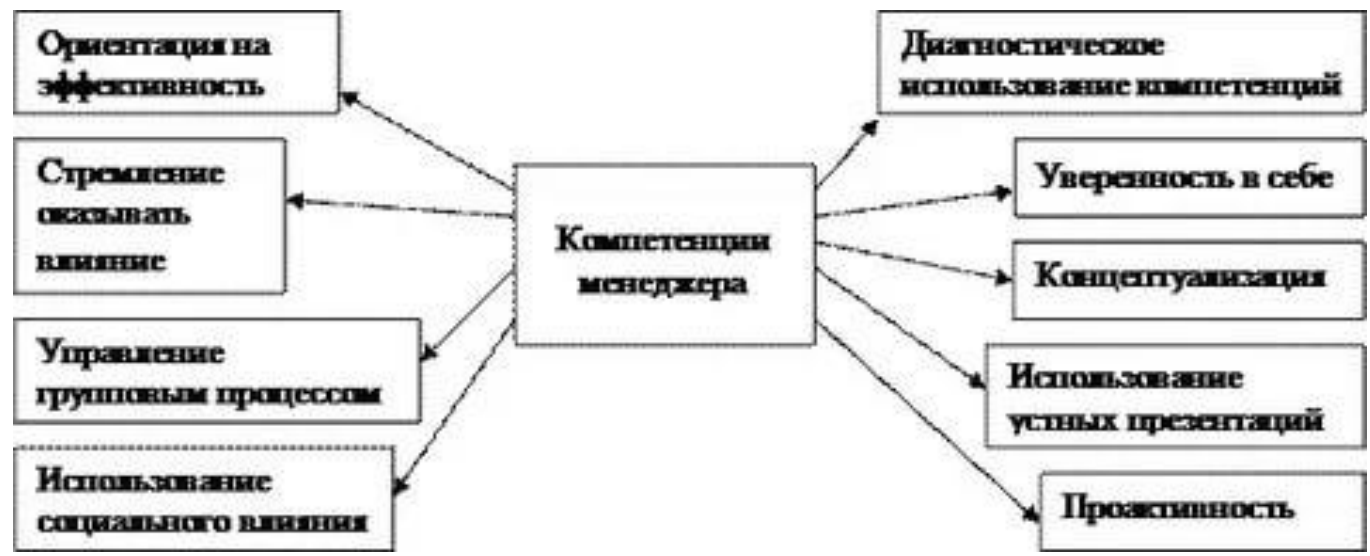 Ориентация на
эффективность
Стремление
оказывать
влияние
Управление
групповым процессом
Использование
социального влияния
Компетенции
менеджера
Диагностическое
использование компетенций
Уверенность в себе
Концептуализация
Использование
устных презентаций
Проактивность